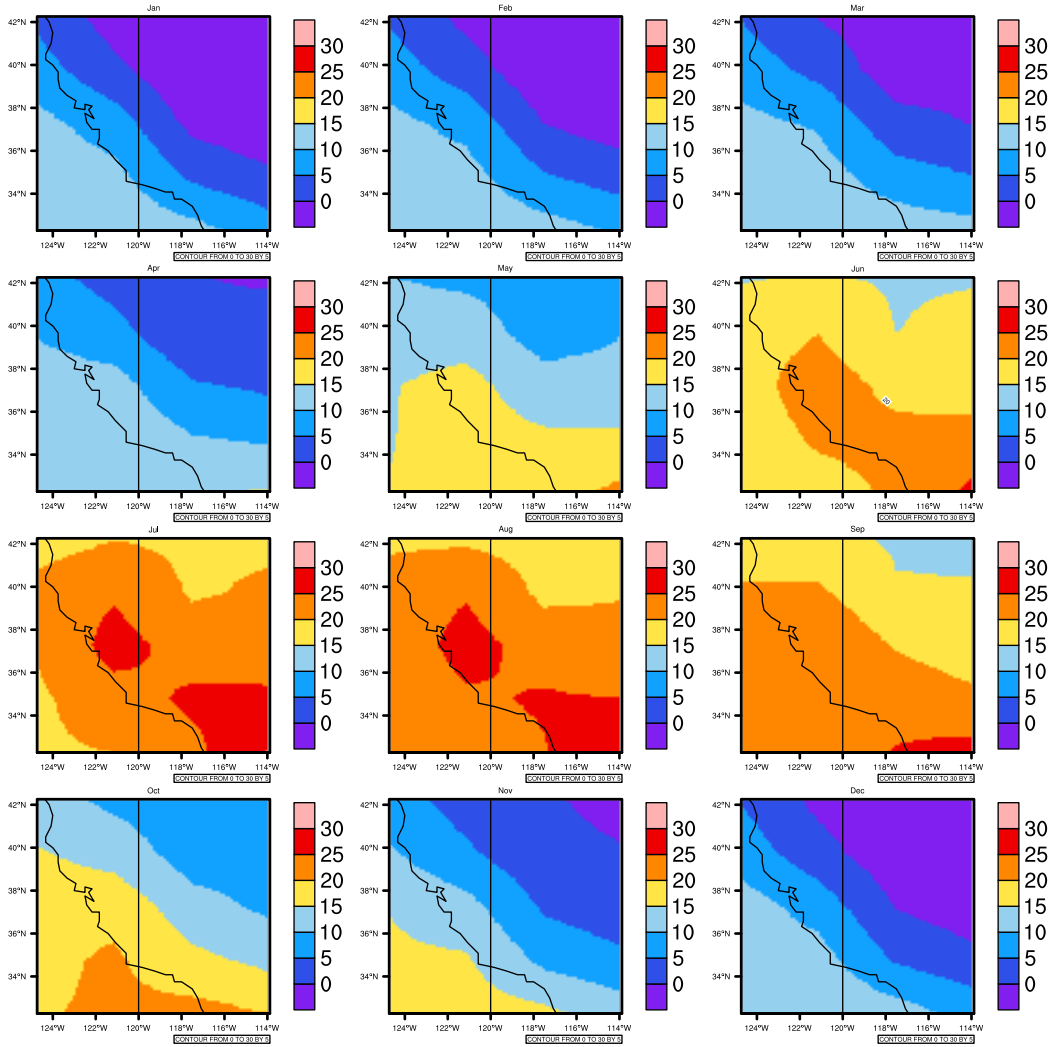 Jan Feb Mar
42°N 30 42°N 30 42°N 30
40°N 25 40°N 25 40°N 25
20 20 20
38°N 15 38°N 15 38°N 15
36°N 10 36°N 10 36°N 10
5 5 5
34°N 0 34°N 0 34°N 0
124°W 122°W 120°W 118°W 116°W 114°W 124°W 122°W 120°W 118°W 116°W 114°W 124°W 122°W 120°W 118°W 116°W 114°W
CONTOUR FROM 0 TO 30 BY 5 CONTOUR FROM 0 TO 30 BY 5 CONTOUR FROM 0 TO 30 BY 5
Apr May Jun
42°N 30 42°N 30 42°N 30
40°N 25 40°N 25 40°N 25
20 20 20
38°N 15 38°N 15 38°N 15
36°N 10 36°N 10 36°N 20 10
5 5 5
34°N 0 34°N 0 34°N 0
124°W 122°W 120°W 118°W 116°W 114°W 124°W 122°W 120°W 118°W 116°W 114°W 124°W 122°W 120°W 118°W 116°W 114°W
CONTOUR FROM 0 TO 30 BY 5 CONTOUR FROM 0 TO 30 BY 5 CONTOUR FROM 0 TO 30 BY 5
Jul Aug Sep
42°N 30 42°N 30 42°N 30
40°N 25 40°N 25 40°N 25
20 20 20
38°N 15 38°N 15 38°N 15
36°N 10 36°N 10 36°N 10
5 5 5
34°N 0 34°N 0 34°N 0
124°W 122°W 120°W 118°W 116°W 114°W 124°W 122°W 120°W 118°W 116°W 114°W 124°W 122°W 120°W 118°W 116°W 114°W
CONTOUR FROM 0 TO 30 BY 5 CONTOUR FROM 0 TO 30 BY 5 CONTOUR FROM 0 TO 30 BY 5
Oct Nov Dec
42°N 30 42°N 30 42°N 30
40°N 25 40°N 25 40°N 25
20 20 20
38°N 15 38°N 15 38°N 15
36°N 10 36°N 10 36°N 10
5 5 5
34°N 0 34°N 0 34°N 0
124°W 122°W 120°W 118°W 116°W 114°W 124°W 122°W 120°W 118°W 116°W 114°W 124°W 122°W 120°W 118°W 116°W 114°W
CONTOUR FROM 0 TO 30 BY 5 CONTOUR FROM 0 TO 30 BY 5 CONTOUR FROM 0 TO 30 BY 5